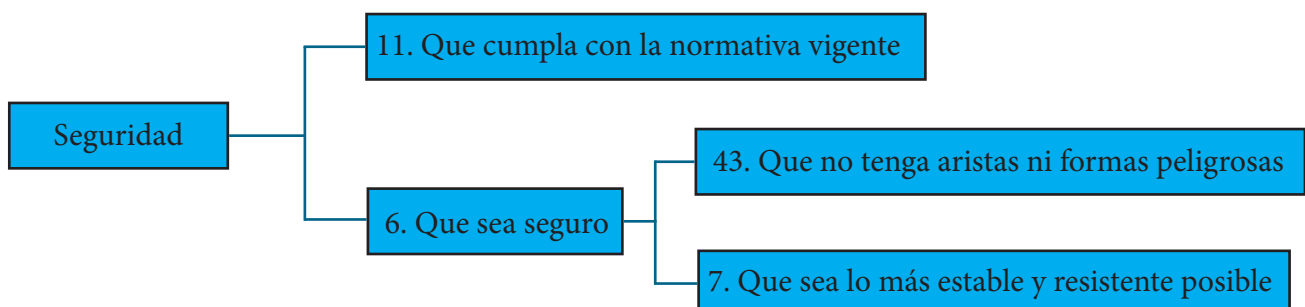 11. Que cumpla con la normativa vigente
Seguridad
43. Que no tenga aristas ni formas peligrosas
6. Que sea seguro
7. Que sea lo más estable y resistente posible